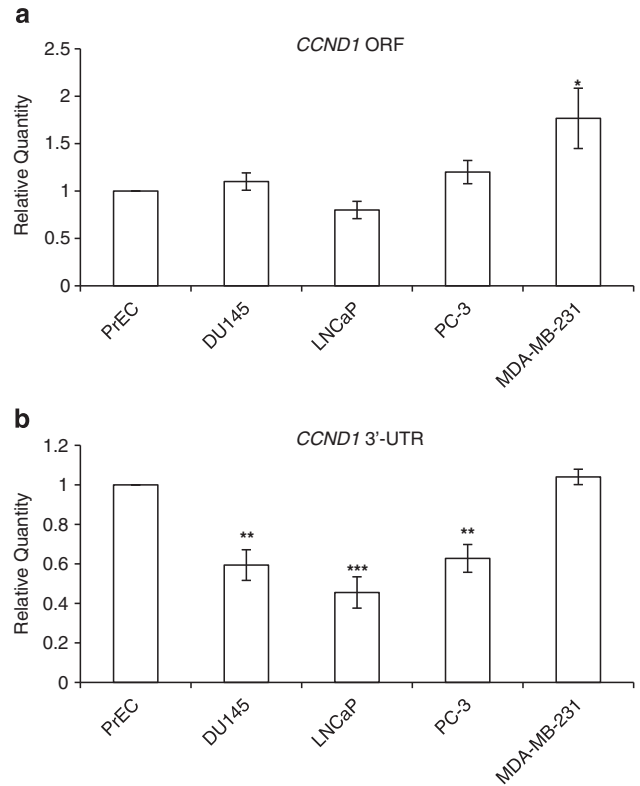 a
CCND1 ORF
Relative Quantity
2.5
2
1.5
1
0.5
0
*
PrEC
DU145
LNCaP
PC-3
MDA-MB-231
b
CCND1 3'-UTR
Relative Quantity
1.2
1
0.8
0.6
0.4
0.2
0
**
***
**
PrEC
DU145
LNCaP
PC-3
MDA-MB-231